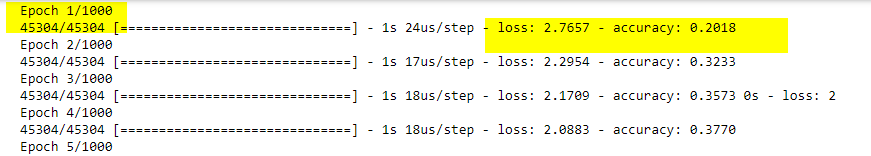 Epoch 1/1000
45304/45304 [==============================] - 1s 24us/step - loss: 2.7657 - accuracy: 0.2018
Epoch 2/1000
45304/45304 [==============================] - 1s 17us/step - loss: 2.2954 - accuracy: 0.3233
Epoch 3/1000
45304/45304 [==============================] - 1s 18us/step - loss: 2.1709 - accuracy: 0.3573 0s - loss: 2
Epoch 4/1000
45304/45304 [==============================] - 1s 18us/step - loss: 2.0883 - accuracy: 0.3770
Epoch 5/1000